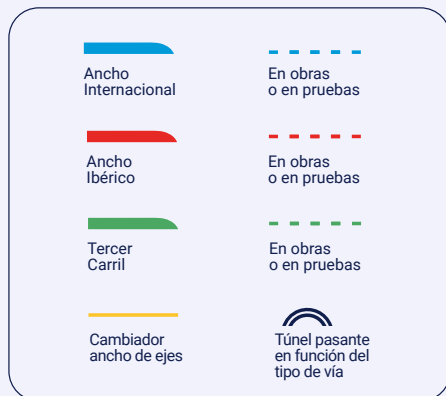 Ancho
Internacional
En obras
o en pruebas
Ancho
Ibérico
En obras
o en pruebas
Tercer
Carril
En obras
o en pruebas
Cambiador
ancho de ejes
Túnel pasante
en función del
tipo de vía